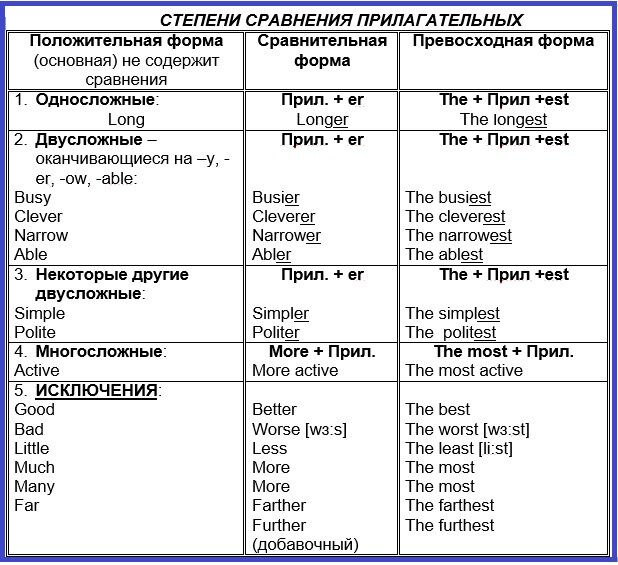 СТЕПЕНИ СРАВНЕНИЯ ПРИЛАГАТЕЛЬНЫХ
Положительная форма
(основная) не содержит
сравнения
Сравнительная
форма
Превосходная форма
1. Односложные:
Long
Прил. + er
Longer
The + Прил +est
The longest
2. Двусложные –
оканчивающиеся на –y, -
er, -ow, -able:
Busy
Clever
Narrow
Able
Прил. + er
Busier
Cleverer
Narrower
Abler
The + Прил +est
The busiest
The cleverest
The narrowest
The ablest
3. Некоторые другие
двусложные:
Simple
Polite
Прил. + er
Simpler
Politer
The + Прил +est
The simplest
The politest
4. Многосложные:
Active
More + Прил.
More active
The most + Прил.
The most active
5. ИСКЛЮЧЕНИЯ:
Good
Bad
Little
Much
Many
Far
Better
Worse [wз:s]
Less
More
More
Farther
Further
(добавочный)
The best
The worst [wз:st]
The least [li:st]
The most
The most
The farthest
The furthest